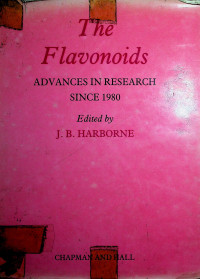 The
Flavonoids
ADVANCES IN RESEARCH
SINCE 1980
Edited by
J. B. HARBORNE
CHAPMAN AND HALL